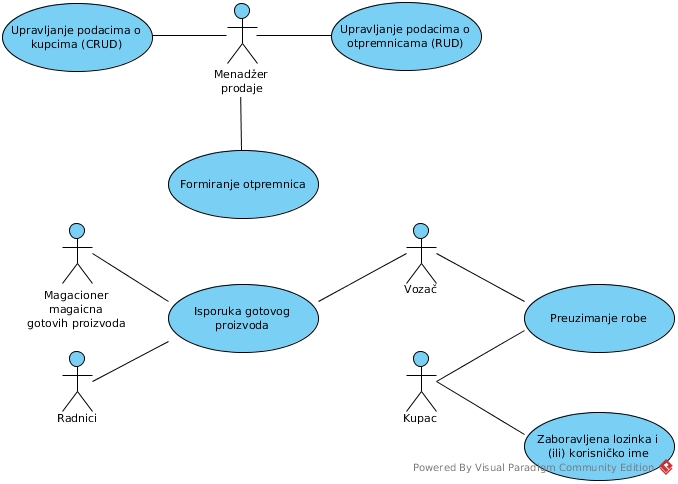 Upravljanje podacima o
kupcima (CRUD)
Upravljanje podacima o
otpremnicama (RUD)
Menadžer
prodaje
Formiranje otpremnica
Magacioner
magaicna
gotovih proizvoda
Isporuka gotovog
proizvoda
Vozač
Preuzimanje robe
Radnici
Kupac
Zaboravljena lozinka i
(ili) korisničko ime
Powered By Visual Paradigm Community Edition